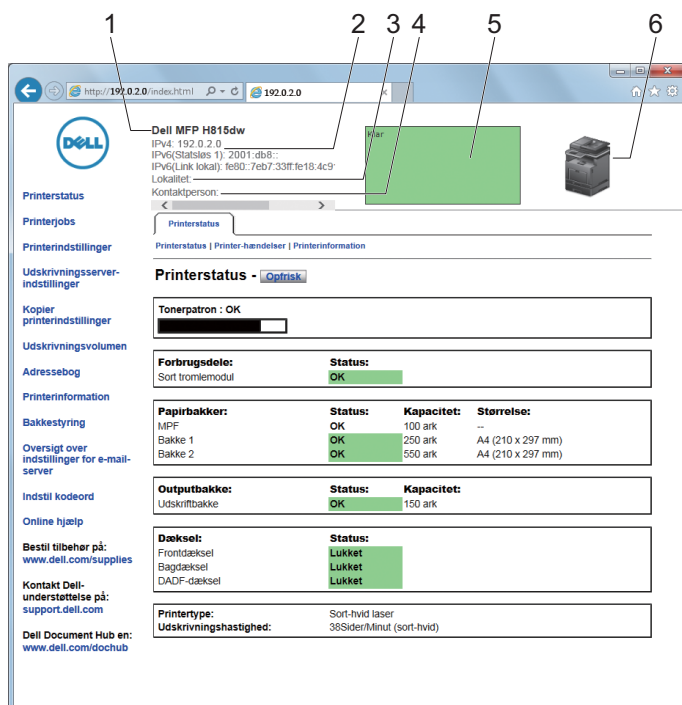 1 2 3 4 5 6
http://192.0.2.0/index.html
192.0.2.0
DELL
Dell MFP H815dw
IPv4: 192.0.2.0
IPv6(Statsløs 1): 2001:db8::
IPv6(Link lokal): fe80::7eb7:33ff:fe18:4c9
Lokalitet:
Kontaktperson:
Klar
Printerstatus
Printerjobs
Printerindstillinger
Udskrivningsserver-
indstillinger
Kopier
printerindstillinger
Udskrivningsvolumen
Adressebog
Printerinformation
Bakkestyring
Oversigt over
indstillinger for e-mail-
server
Indstil kodeord
Online hjælp
Bestil tilbehør på:
www.dell.com/supplies
Kontakt Dell-
understøttelse på:
support.dell.com
Dell Document Hub en:
www.dell.com/dochub
Printerstatus
Printerstatus | Printer-hændelser | Printerinformation
Printerstatus - Opfrisk
Tonerpatron : OK
Forbrugsdele: Status:
Sort tromlemodul OK
Papirbakker: Status: Kapacitet: Størrelse:
MPF OK 100 ark --
Bakke 1 OK 250 ark A4 (210 x 297 mm)
Bakke 2 OK 550 ark A4 (210 x 297 mm)
Outputbakke: Status: Kapacitet:
Udskriftbakke OK 150 ark
Dæksel: Status:
Frontdæksel Lukket
Bagdæksel Lukket
DADF-dæksel Lukket
Printertype: Sort-hvid laser
Udskrivningshastighed: 38Sider/Minut (sort-hvid)